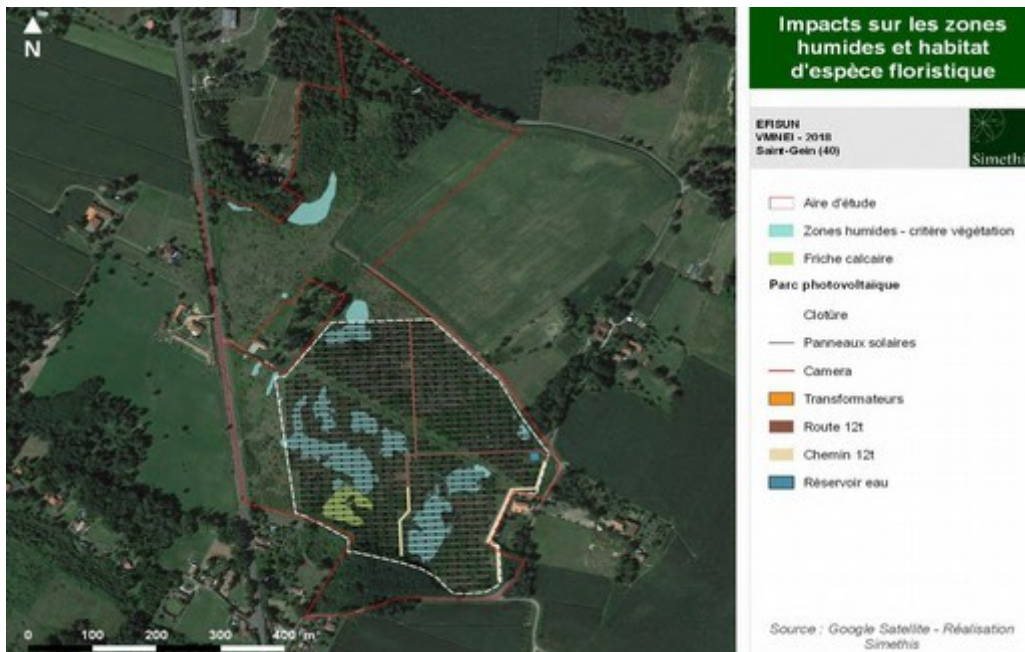 N
0 100 200 300 400 m
Impacts sur les zones
humides et habitat
d'espèce floristique
EFISUN
VMNEI - 2018
Saint-Gein (40)
Simethis
Aire d'étude
Zones humides - critère végétation
Friche calcaire
Parc photovoltaïque
Clotûre
Panneaux solaires
Camera
Transformateurs
Route 12t
Chemin 12t
Réservoir eau
Source : Google Satellite - Réalisation
Simethis